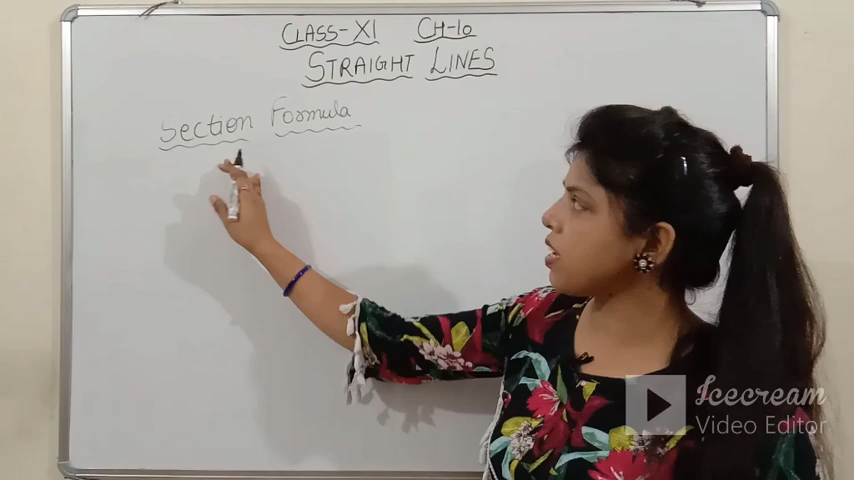 CLASS-XI CH-10
STRAIGHT LINES
Section Formula
Icecream
Video Editor